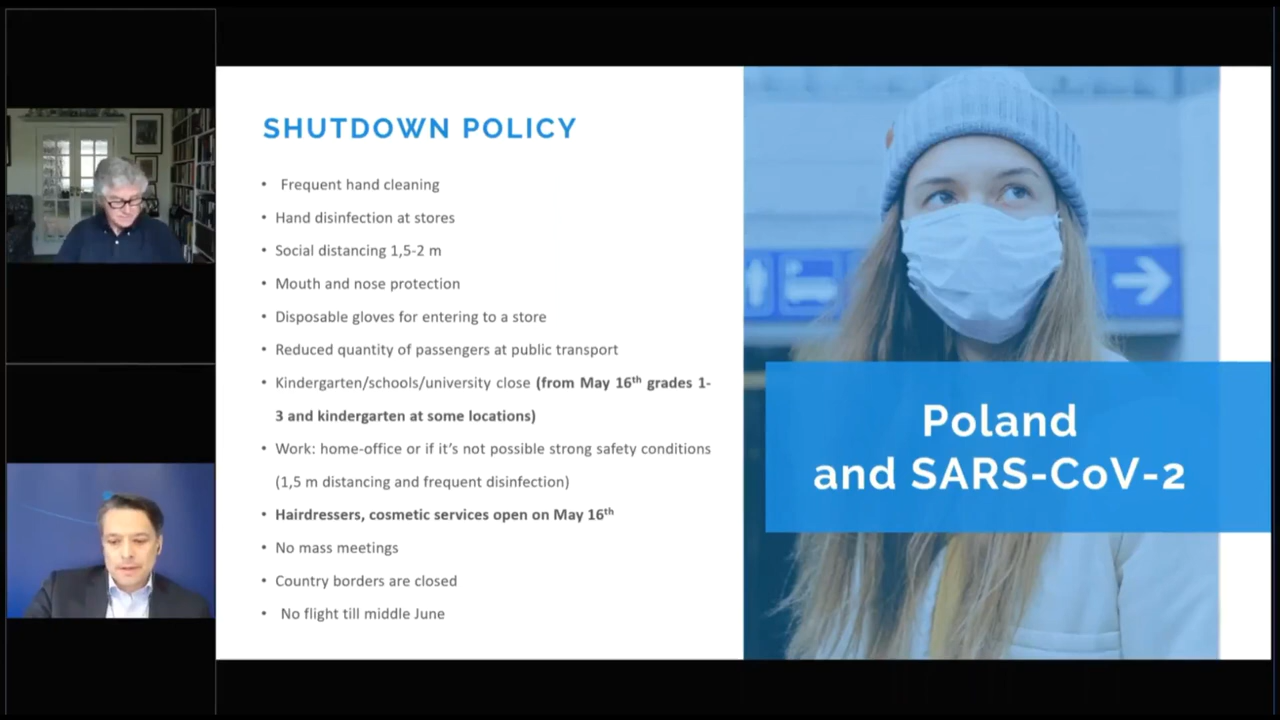 SHUTDOWN POLICY
• Frequent hand cleaning
• Hand disinfection at stores
• Social distancing 1,5-2 m
• Mouth and nose protection
• Disposable gloves for entering to a store
• Reduced quantity of passengers at public transport
• Kindergarten/schools/university close (from May 16th grades 1-
3 and kindergarten at some locations)
• Work: home-office or if it's not possible strong safety conditions
(1,5 m distancing and frequent disinfection)
• Hairdressers, cosmetic services open on May 16th
• No mass meetings
• Country borders are closed
• No flight till middle June
Poland
and SARS-CoV-2